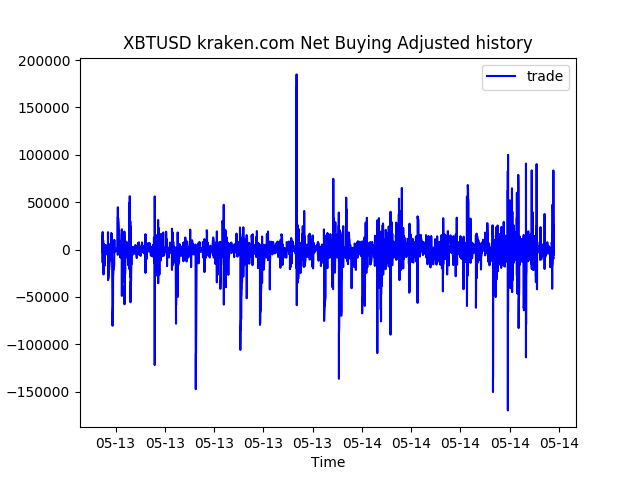 XBTUSD kraken.com Net Buying Adjusted history
200000
150000
100000
50000
0
−50000
−100000
−150000
trade
05-13 05-13 05-13 05-13 05-13 05-14 05-14 05-14 05-14 05-14
Time